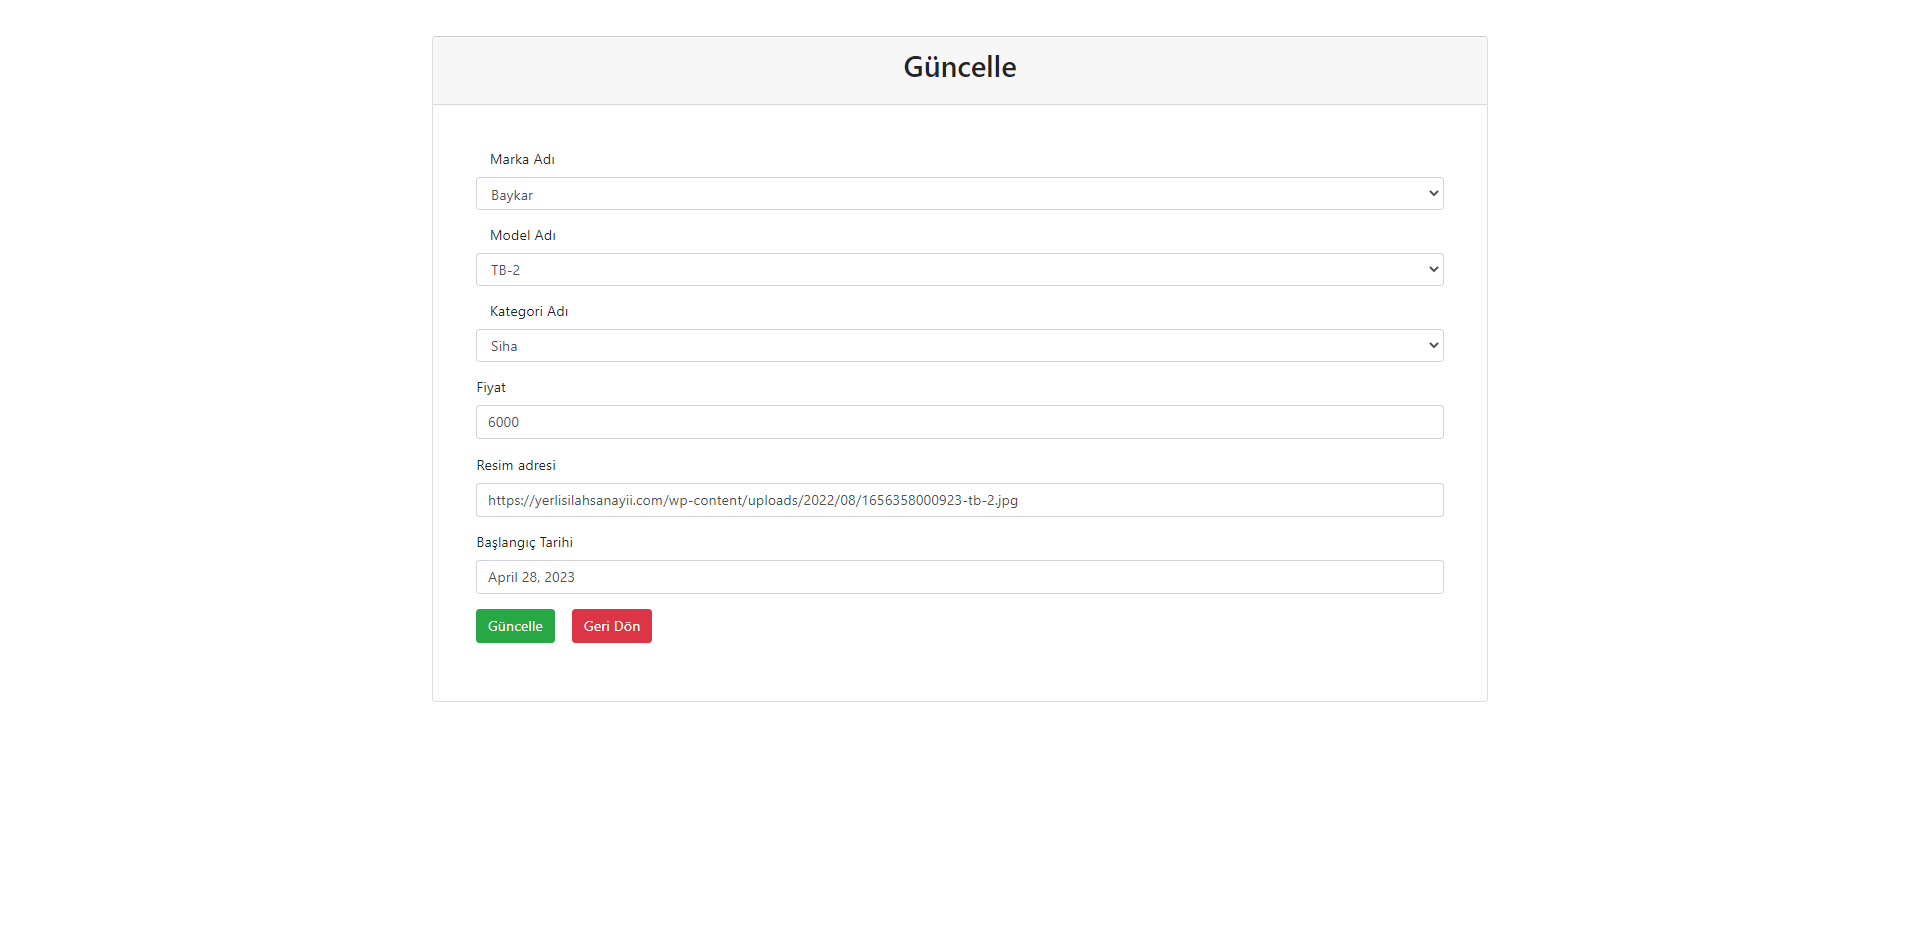 Güncelle
Marka Adı
Baykar
Model Adı
TB-2
Kategori Adı
Siha
Fiyat
6000
Resim adresi
https://yerlisilahsanayii.com/wp-content/uploads/2022/08/1656358000923-tb-2.jpg
Başlangıç Tarihi
April 28, 2023
Güncelle Geri Dön